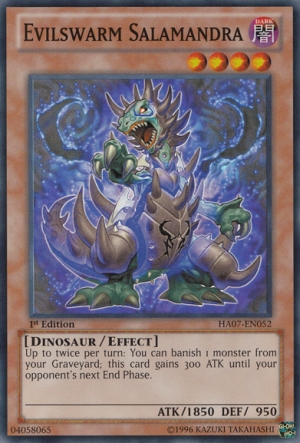 EVILSWARM SALAMANDRA
DARK
闇
1st Edition
HA07-EN052
[DINOSAUR / EFFECT]
Up to twice per turn: You can banish 1 monster from
your Graveyard; this card gains 300 ATK until your
opponent's next End Phase.
ATK/1850 DEF/ 950
04058065
©1996 KAZUKI TAKAHASHI